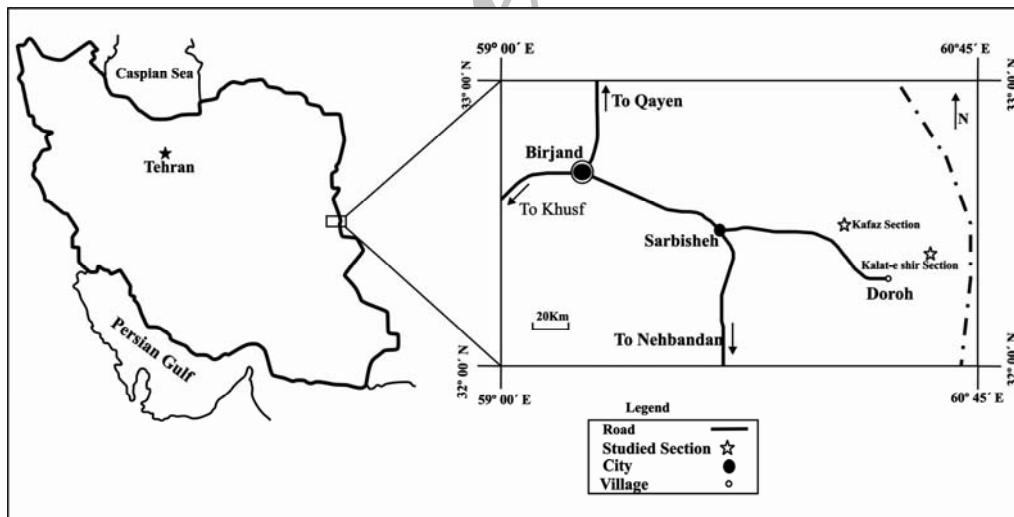 Caspian Sea
Tehran
Persian Gulf
59° 00´ E
60° 45´ E
33° 00´ N
33° 00´ N
To Qayen
N
Birjand
To Khusf
Sarbisheh
Kafaz Section
Kalat-e shir Section
Doroh
20Km
To Nehbandan
32° 00´ N
32° 00´ N
59° 00´ E
60° 45´ E
Legend
Road
Studied Section
City
Village